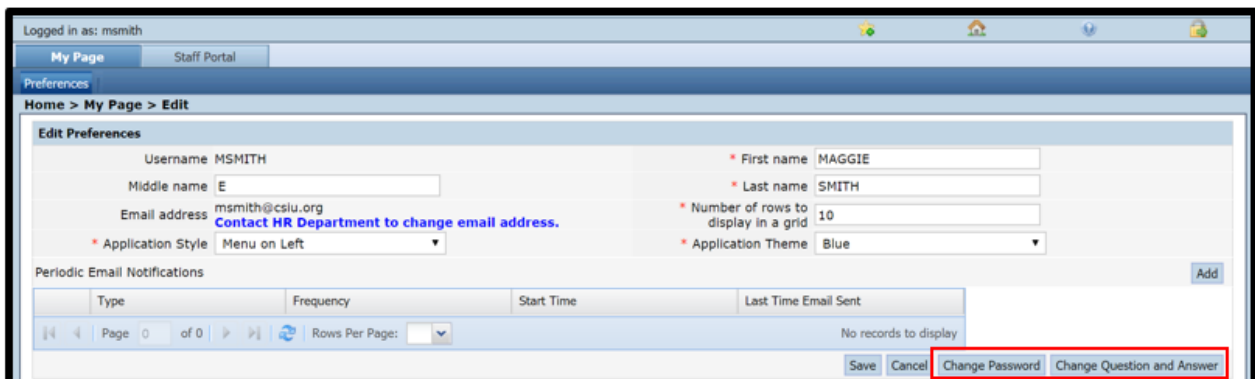 Logged in as: msmith
My Page Staff Portal
Preferences
Home > My Page > Edit
Edit Preferences
Username MSMITH * First name MAGGIE
Middle name E * Last name SMITH
Email address msmith@csiu.org * Number of rows to display in a grid 10
Contact HR Department to change email address.
* Application Style Menu on Left * Application Theme Blue
Periodic Email Notifications Add
Type Frequency Start Time Last Time Email Sent
Page 0 of 0 Rows Per Page: No records to display
Save Cancel Change Password Change Question and Answer